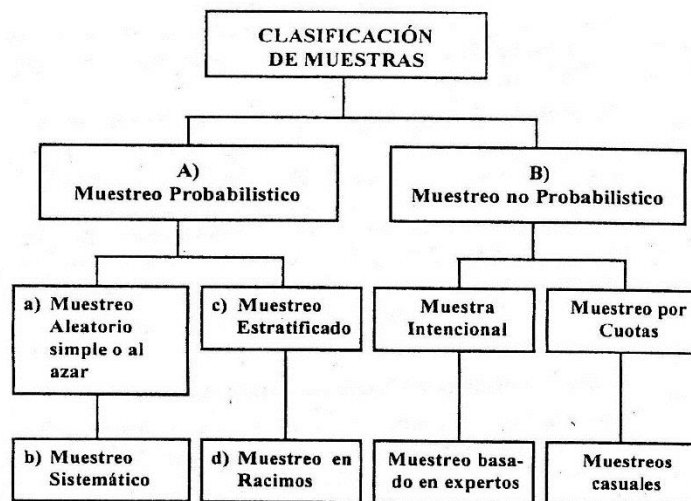 CLASIFICACIÓN
DE MUESTRAS
A)
Muestreo Probabilistico
B)
Muestreo no Probabilistico
a) Muestreo
Aleatorio
simple o al
azar
c) Muestreo
Estratificado
Muestra
Intencional
Muestreo por
Cuotas
b) Muestreo
Sistemático
d) Muestreo en
Racimos
Muestreo basa-
do en expertos
Muestreos
casuales